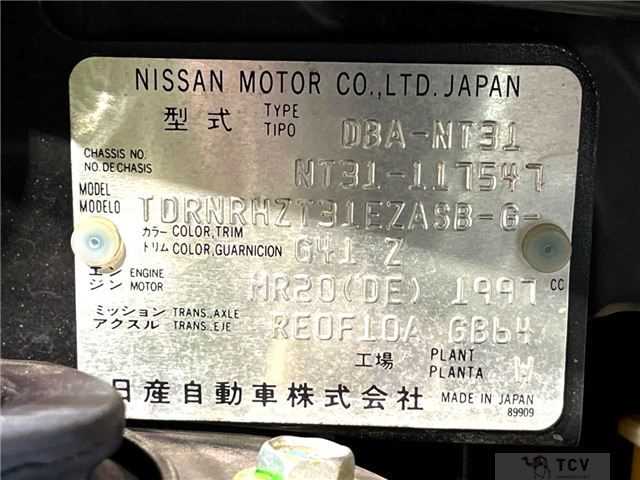 NISSAN MOTOR CO.,LTD. JAPAN
型式 TYPE TIPO DBA-NT31
CHASSIS NO. NO. DE CHASIS NT31-117547
MODEL MODELO TDRNRHZT31EZASB-G-
カラー COLOR, TRIM トリム COLOR, GUARNICION G41 Z
エンジン ENGINE MOTOR MR20(DE) 1997 CC
ミッション TRANS., AXLE アクスル TRANS., EJE RE0F10A GB64
工場 PLANT PLANTA W
日産自動車株式会社 MADE IN JAPAN
89909
TCV